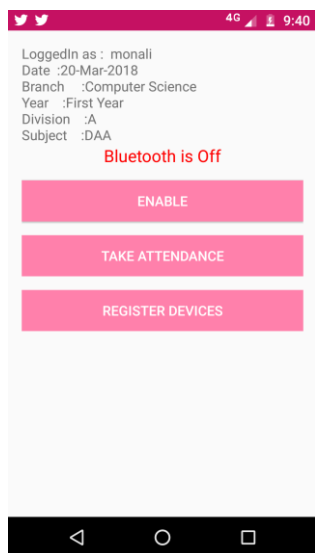 4G 9:40
LoggedIn as : monali
Date :20-Mar-2018
Branch :Computer Science
Year :First Year
Division :A
Subject :DAA
Bluetooth is Off
ENABLE
TAKE ATTENDANCE
REGISTER DEVICES